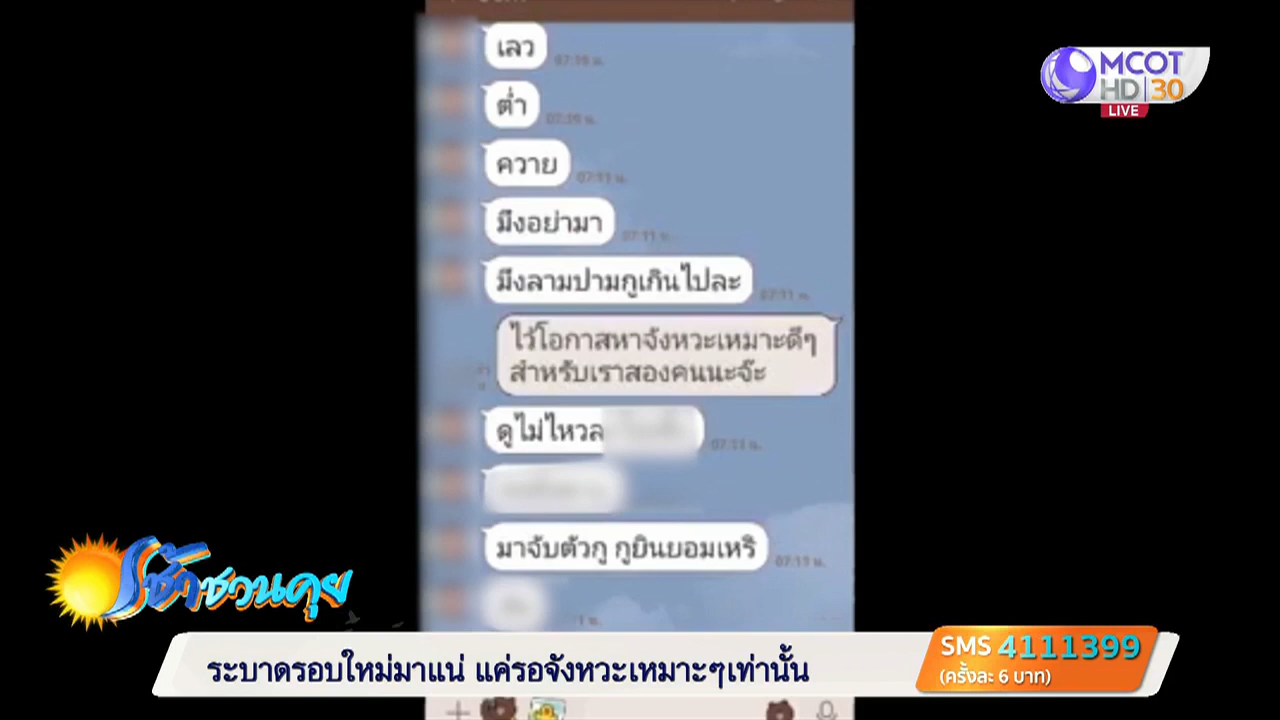 เลว
ต่ำ
ควาย
มึงอย่ามา
มึงลามปามกูเกินไปละ
ไว้โอกาสหาจังหวะเหมาะดีๆ
สำหรับเราสองคนนะจ๊ะ
ดูไม่ไหวล
มาจับตัวกู กูยินยอมเหริ
MCOT
HD 30
LIVE
เช้าชวนคุย
ระบาดรอบใหม่มาแน่ แค่รอจังหวะเหมาะๆเท่านั้น
SMS 4111399
(ครั้งละ 6 บาท)